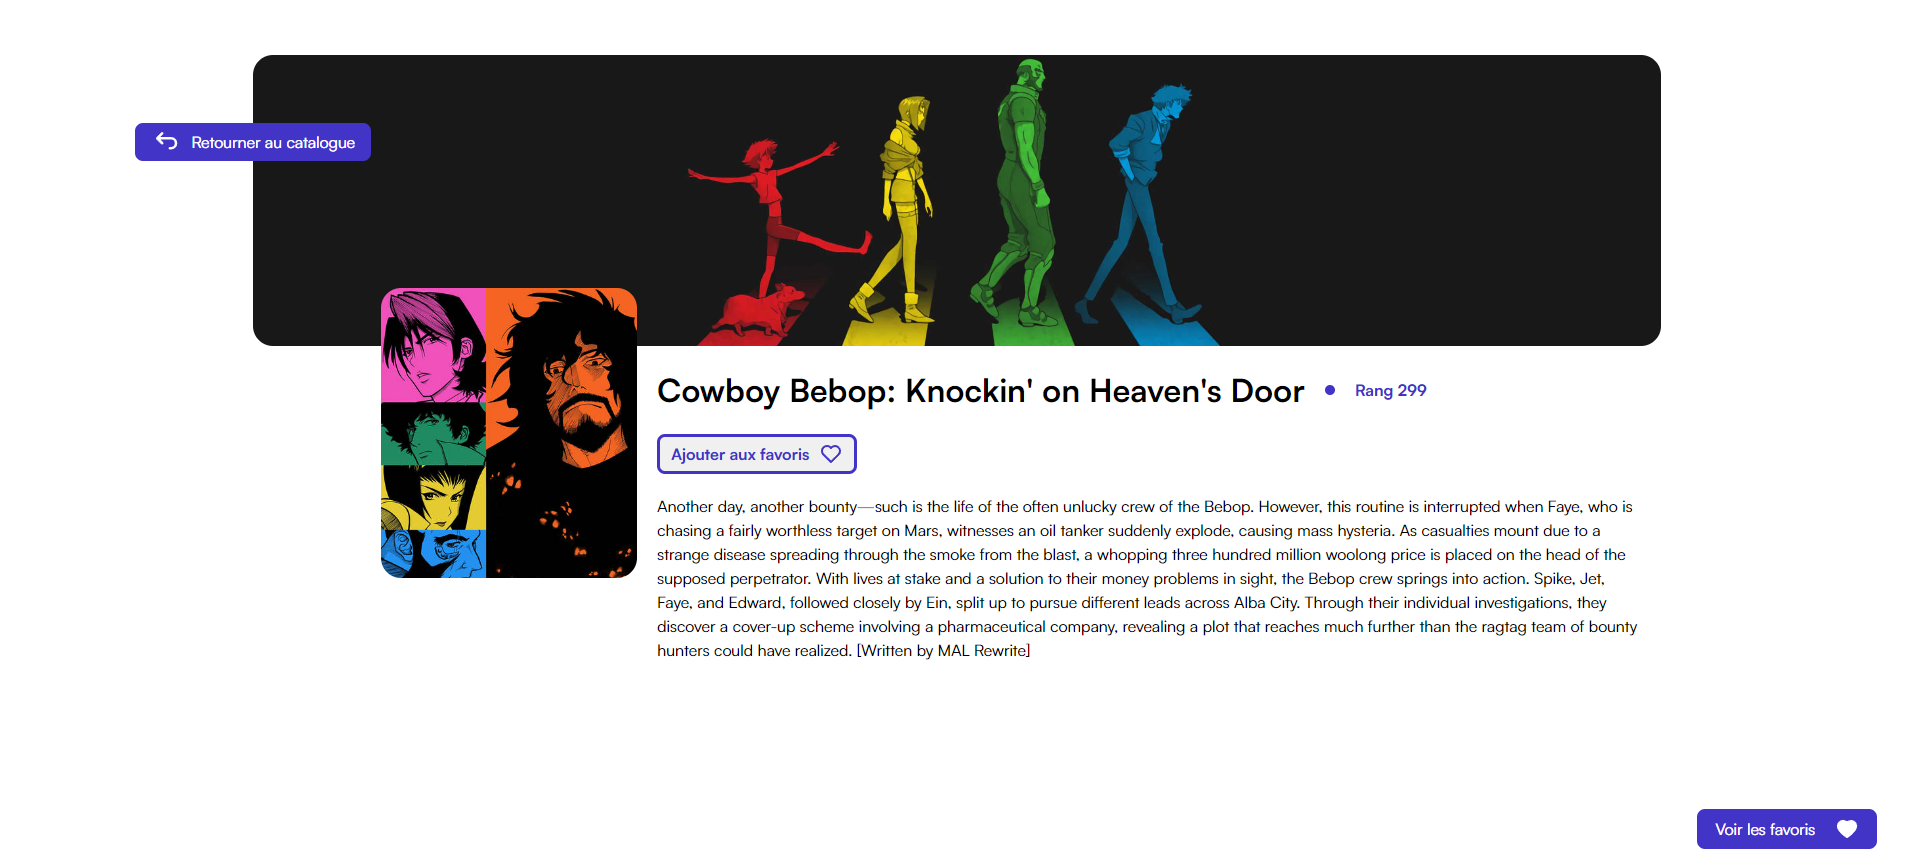 Retourner au catalogue
Cowboy Bebop: Knockin' on Heaven's Door
Rang 299
Ajouter aux favoris
Another day, another bounty—such is the life of the often unlucky crew of the Bebop. However, this routine is interrupted when Faye, who is
chasing a fairly worthless target on Mars, witnesses an oil tanker suddenly explode, causing mass hysteria. As casualties mount due to a
strange disease spreading through the smoke from the blast, a whopping three hundred million woolong price is placed on the head of the
supposed perpetrator. With lives at stake and a solution to their money problems in sight, the Bebop crew springs into action. Spike, Jet,
Faye, and Edward, followed closely by Ein, split up to pursue different leads across Alba City. Through their individual investigations, they
discover a cover-up scheme involving a pharmaceutical company, revealing a plot that reaches much further than the ragtag team of bounty
hunters could have realized. [Written by MAL Rewrite]
Voir les favoris